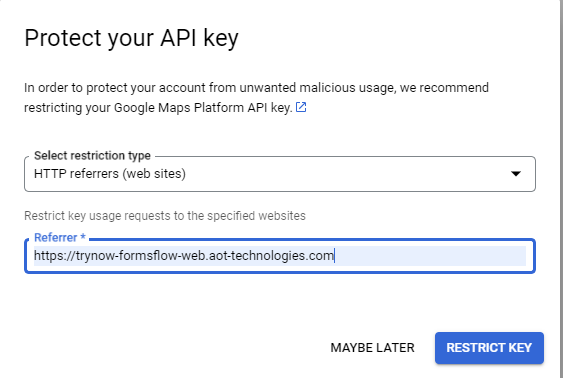 Protect your API key
In order to protect your account from unwanted malicious usage, we recommend
restricting your Google Maps Platform API key.
Select restriction type
HTTP referrers (web sites)
Restrict key usage requests to the specified websites
Referrer *
https://trynow-formsflow-web.aot-technologies.com
MAYBE LATER RESTRICT KEY